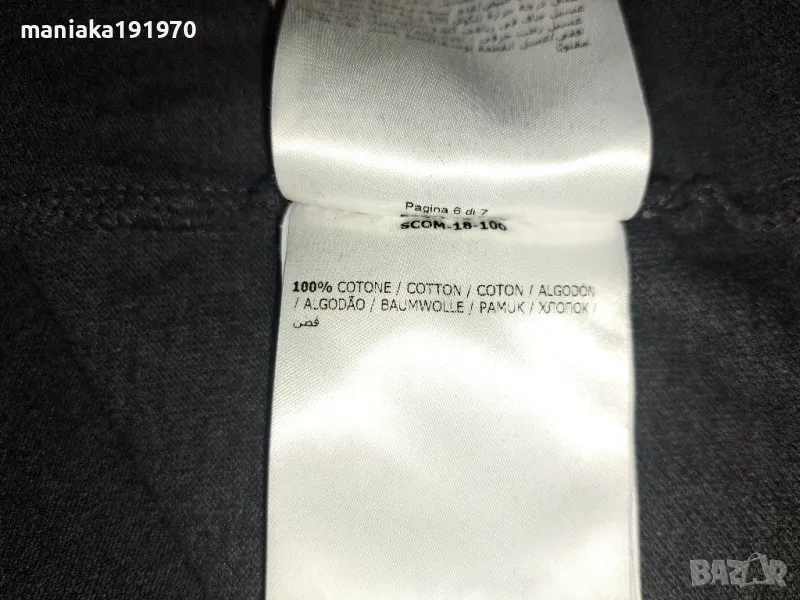 maniaka191970
Pagina 6 di 7
sCOM-18-100
100% COTONE / COTTON / COTON / ALGODÓN
/ ALGODÃO / BAUMWOLLE / PAMUK / ХЛОПОК /
قطن
BAZAR